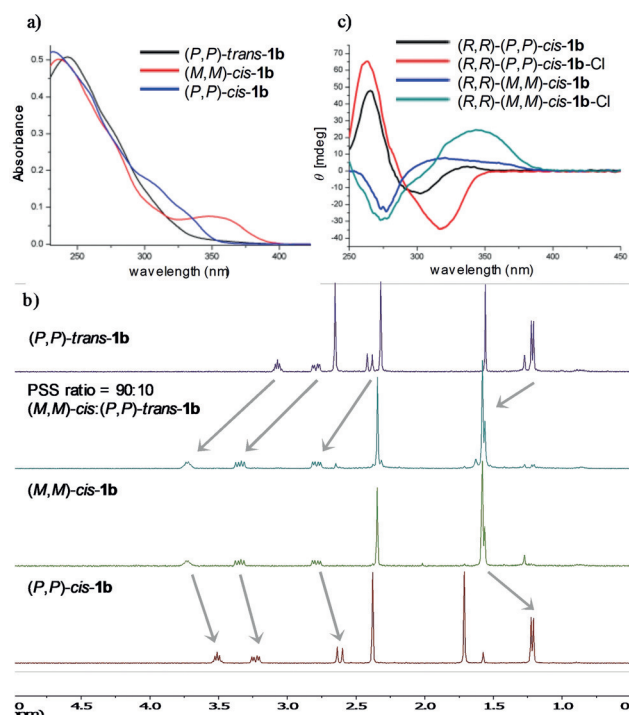 a)
(P,P)-trans-1b
(M,M)-cis-1b
(P,P)-cis-1b
Absorbance
0.5
0.4
0.3
0.2
0.1
0.0
250
300
350
400
wavelength (nm)
c)
(R,R)-(P,P)-cis-1b
(R,R)-(P,P)-cis-1b-Cl
(R,R)-(M,M)-cis-1b
(R,R)-(M,M)-cis-1b-Cl
θ [mdeg]
70
60
50
40
30
20
10
0
-10
-20
-30
-40
250
300
350
400
450
wavelength (nm)
b)
(P,P)-trans-1b
PSS ratio = 90:10
(M,M)-cis:(P,P)-trans-1b
(M,M)-cis-1b
(P,P)-cis-1b
0
4.5
4.0
3.5
3.0
2.5
2.0
1.5
1.0
0.